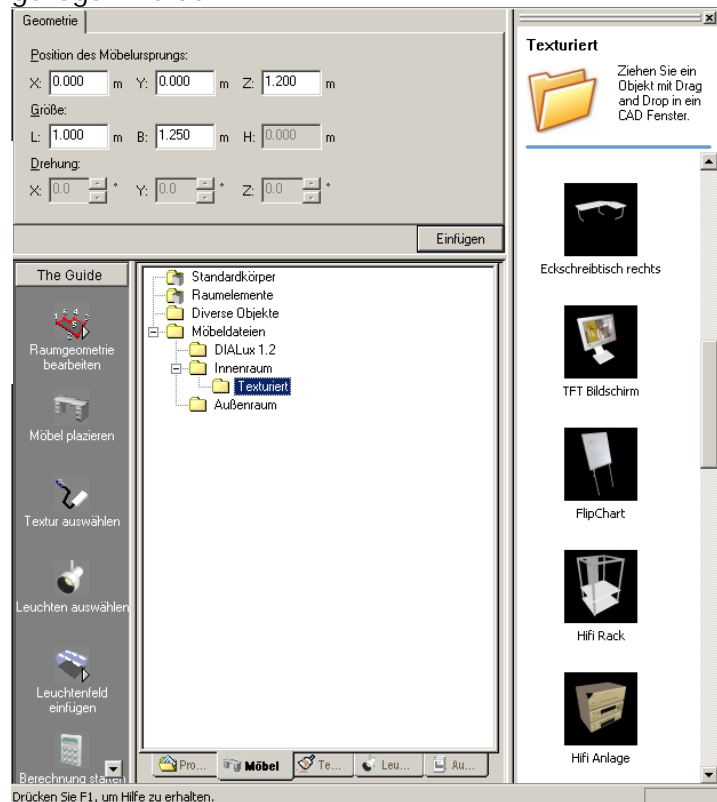 Geometrie
Position des Möbelursprungs:
X: 0.000 m Y: 0.000 m Z: 1.200 m
Größe:
L: 1.000 m B: 1.250 m H: 0.000 m
Drehung:
X: 0.0 ° Y: 0.0 ° Z: 0.0 °
Einfügen
The Guide
Raumgeometrie
bearbeiten
Möbel plazieren
Textur auswählen
Leuchten auswählen
Leuchtenfeld
einfügen
Berechnung starten
Standardkörper
Raumelemente
Diverse Objekte
Möbeldateien
DIALux 1.2
Innenraum
Texturiert
Außenraum
Pro... Möbel Te... Leu... Au...
Texturiert
Ziehen Sie ein
Objekt mit Drag
and Drop in ein
CAD Fenster.
Eckschreibtisch rechts
TFT Bildschirm
FlipChart
Hifi Rack
Hifi Anlage
Drücken Sie F1, um Hilfe zu erhalten.